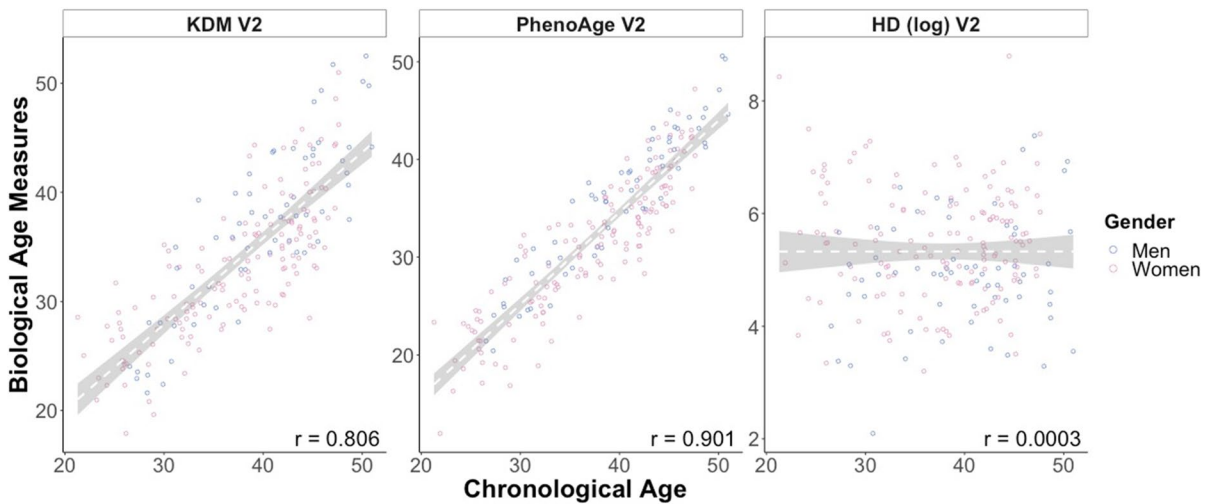 KDM V2
PhenoAge V2
HD (log) V2
Biological Age Measures
50
40
30
20
50
40
30
20
8
6
4
2
r = 0.806
r = 0.901
r = 0.0003
20 30 40 50
20 30 40 50
20 30 40 50
Chronological Age
Gender
Men
Women